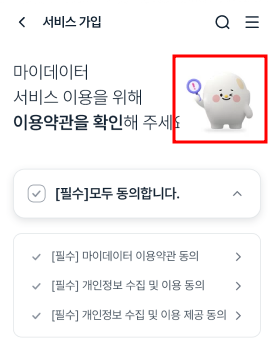 서비스 가입
마이데이터
서비스 이용을 위해
이용약관을 확인해 주세요
[필수]모두 동의합니다.
[필수] 마이데이터 이용약관 동의
[필수] 개인정보 수집 및 이용 동의
[필수] 개인정보 수집 및 이용 제공 동의